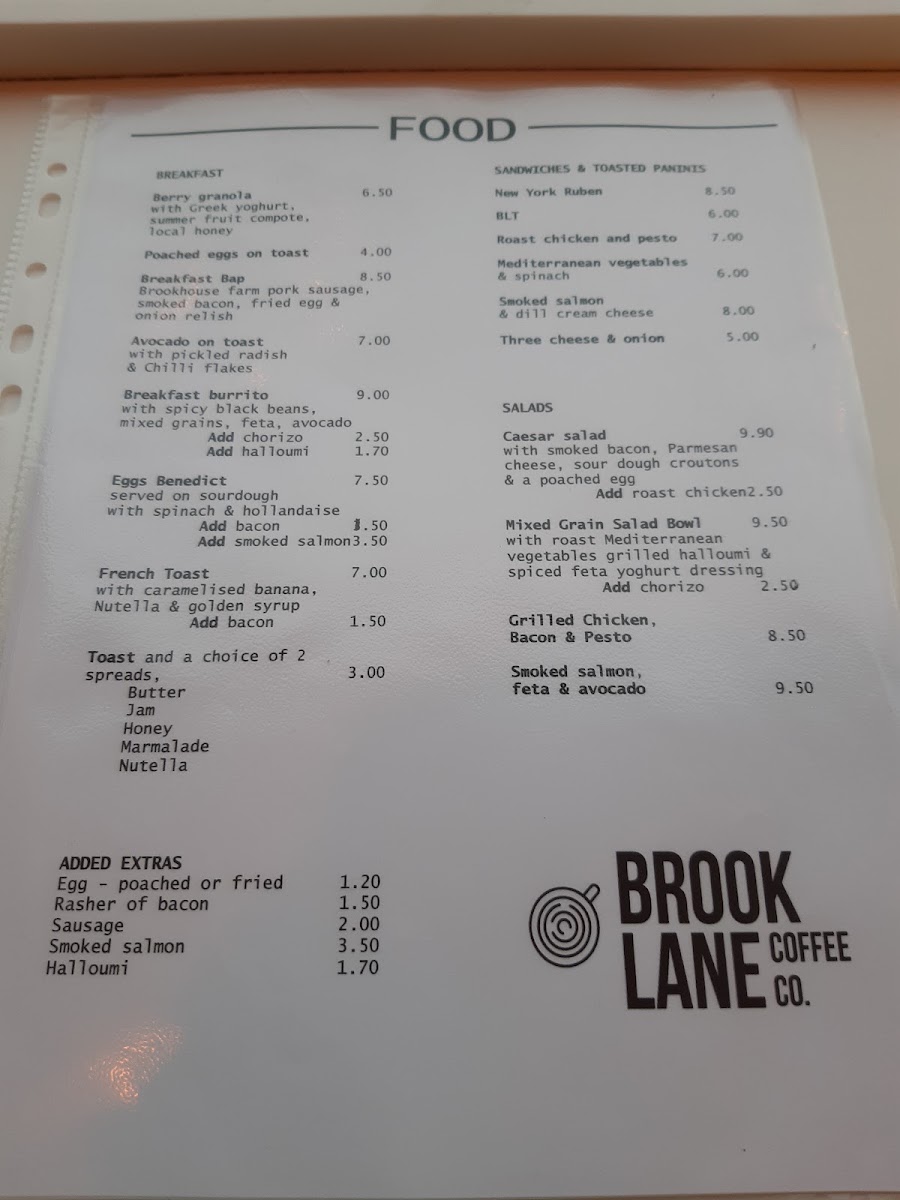 FOOD
BREAKFAST
Berry granola 6.50
with Greek yoghurt,
summer fruit compote,
local honey
Poached eggs on toast 4.00
Breakfast Bap 8.50
Brookhouse farm pork sausage,
smoked bacon, fried egg &
onion relish
Avocado on toast 7.00
with pickled radish
& Chilli flakes
Breakfast burrito 9.00
with spicy black beans,
mixed grains, feta, avocado
Add chorizo 2.50
Add halloumi 1.70
Eggs Benedict 7.50
served on sourdough
with spinach & hollandaise
Add bacon 1.50
Add smoked salmon3.50
French Toast 7.00
with caramelised banana,
Nutella & golden syrup
Add bacon 1.50
Toast and a choice of 2
spreads, 3.00
Butter
Jam
Honey
Marmalade
Nutella
ADDED EXTRAS
Egg - poached or fried 1.20
Rasher of bacon 1.50
Sausage 2.00
Smoked salmon 3.50
Halloumi 1.70
SANDWICHES & TOASTED PANINIS
New York Ruben 8.50
BLT 6.00
Roast chicken and pesto 7.00
Mediterranean vegetables
& spinach 6.00
Smoked salmon
& dill cream cheese 8.00
Three cheese & onion 5.00
SALADS
Caesar salad 9.90
with smoked bacon, Parmesan
cheese, sour dough croutons
& a poached egg
Add roast chicken2.50
Mixed Grain Salad Bowl 9.50
with roast Mediterranean
vegetables grilled halloumi &
spiced feta yoghurt dressing
Add chorizo 2.50
Grilled Chicken,
Bacon & Pesto 8.50
Smoked salmon,
feta & avocado 9.50
BROOK
LANE COFFEE
CO.